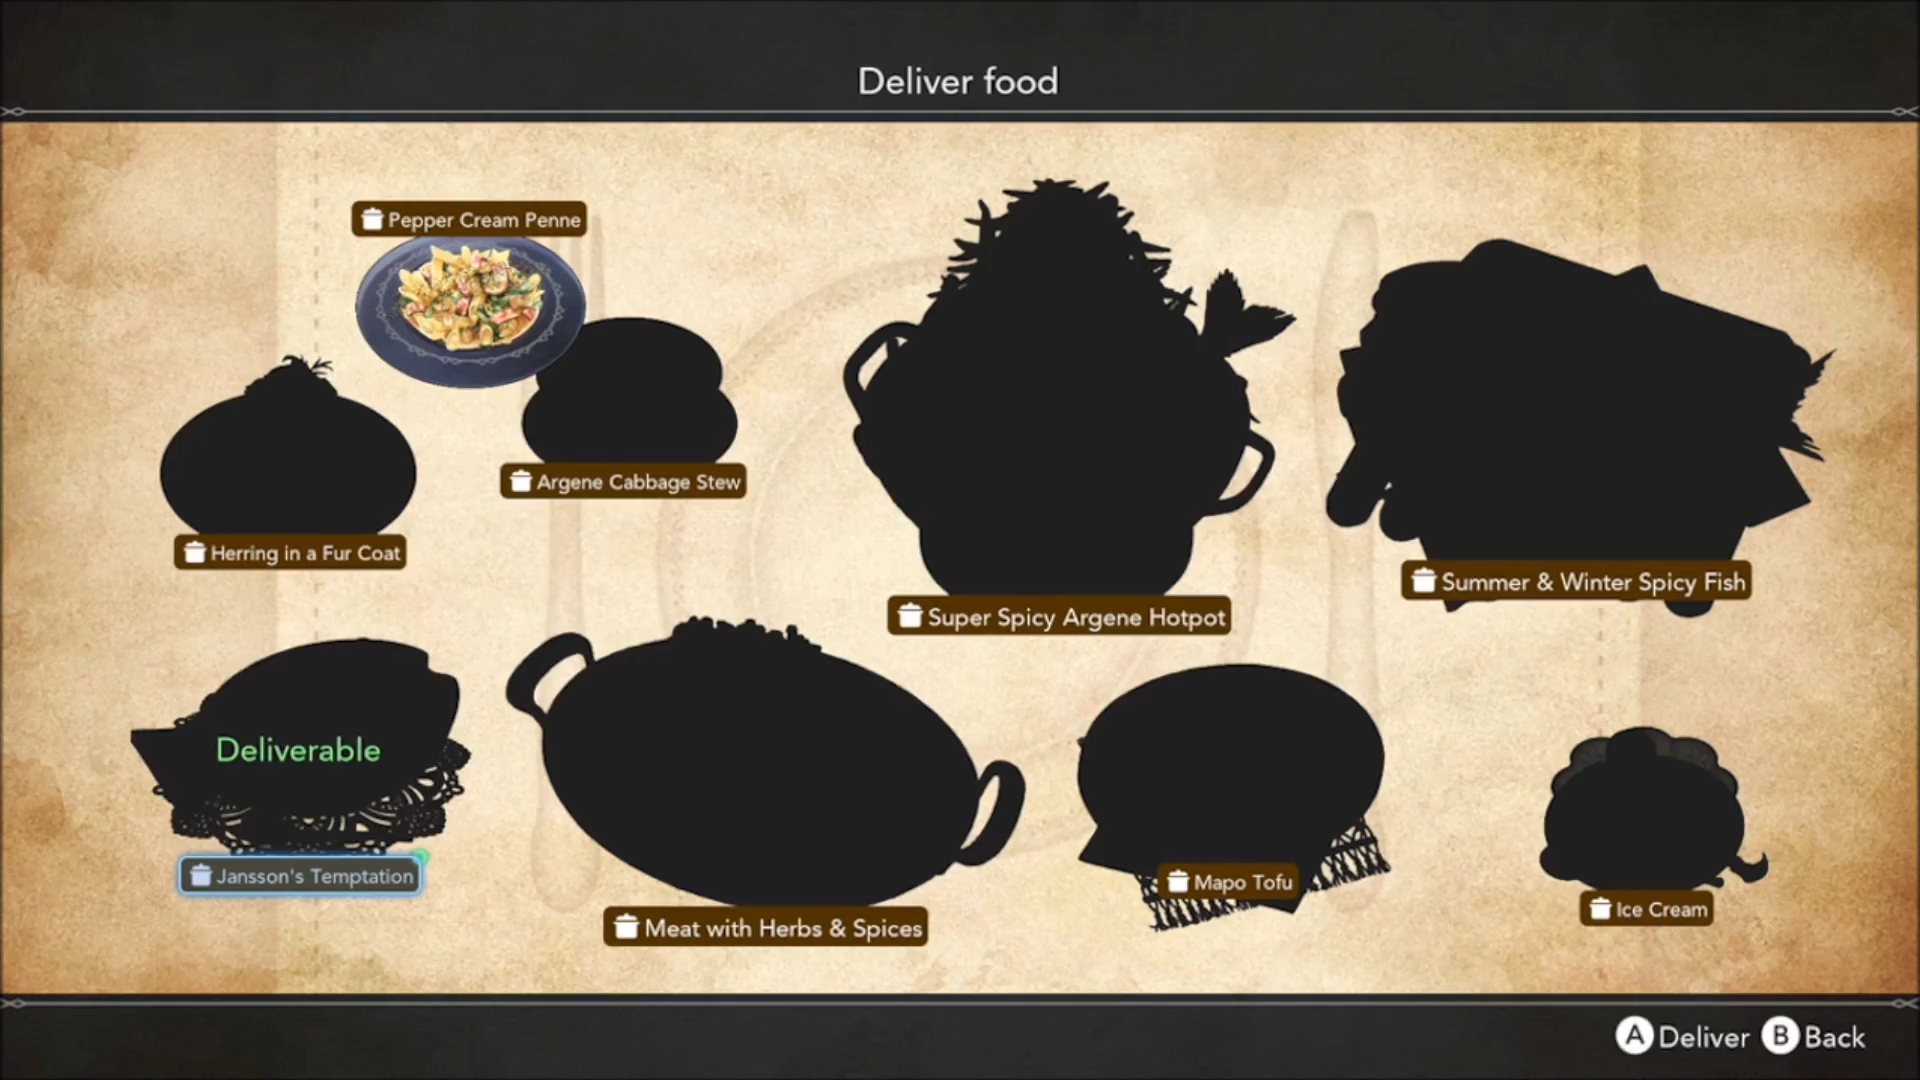 Deliver food
Pepper Cream Penne
Argene Cabbage Stew
Herring in a Fur Coat
Super Spicy Argene Hotpot
Summer & Winter Spicy Fish
Deliverable
Jansson's Temptation
Meat with Herbs & Spices
Mapo Tofu
Ice Cream
A Deliver B Back